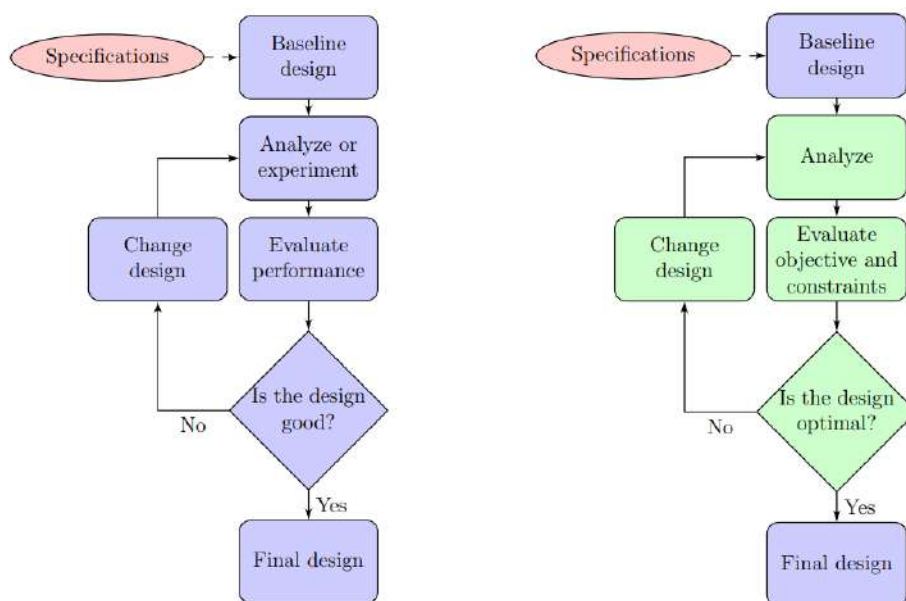 Specifications
Baseline
design
Analyze or
experiment
Change
design
Evaluate
performance
Is the design
good?
No
Yes
Final design
Specifications
Baseline
design
Analyze
Change
design
Evaluate
objective and
constraints
Is the design
optimal?
No
Yes
Final design